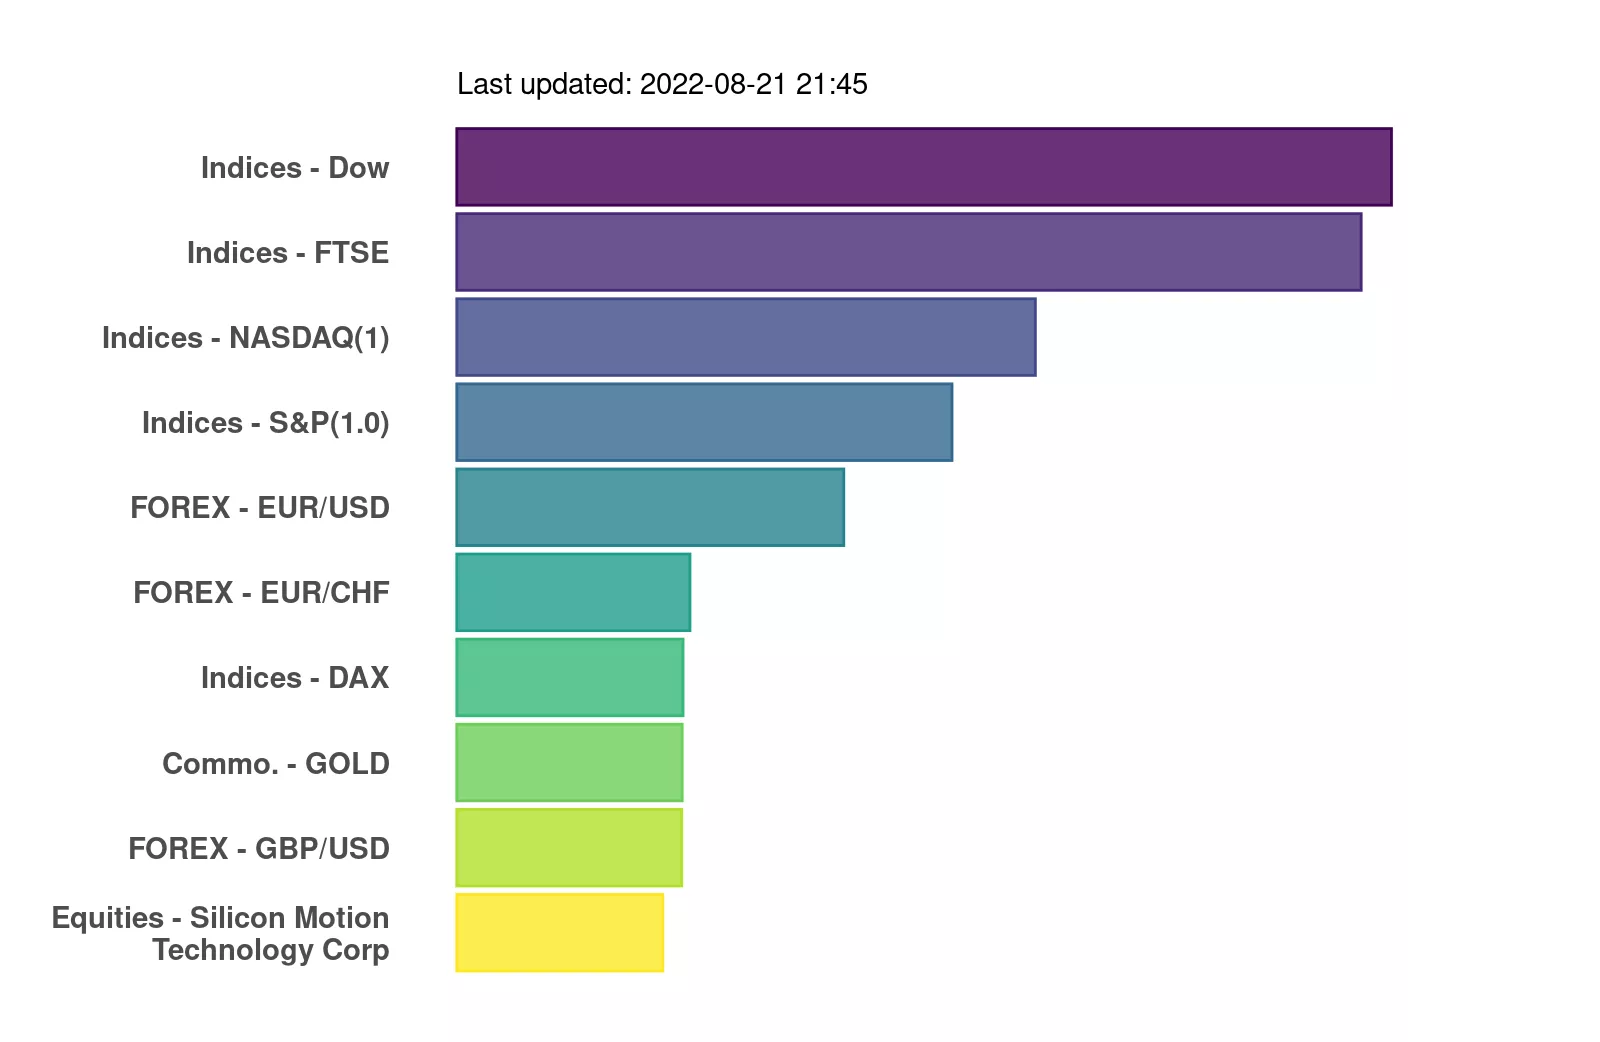 Last updated: 2022-08-21 21:45
Indices - Dow
Indices - FTSE
Indices - NASDAQ(1)
Indices - S&P(1.0)
FOREX - EUR/USD
FOREX - EUR/CHF
Indices - DAX
Commo. - GOLD
FOREX - GBP/USD
Equities - Silicon Motion
Technology Corp